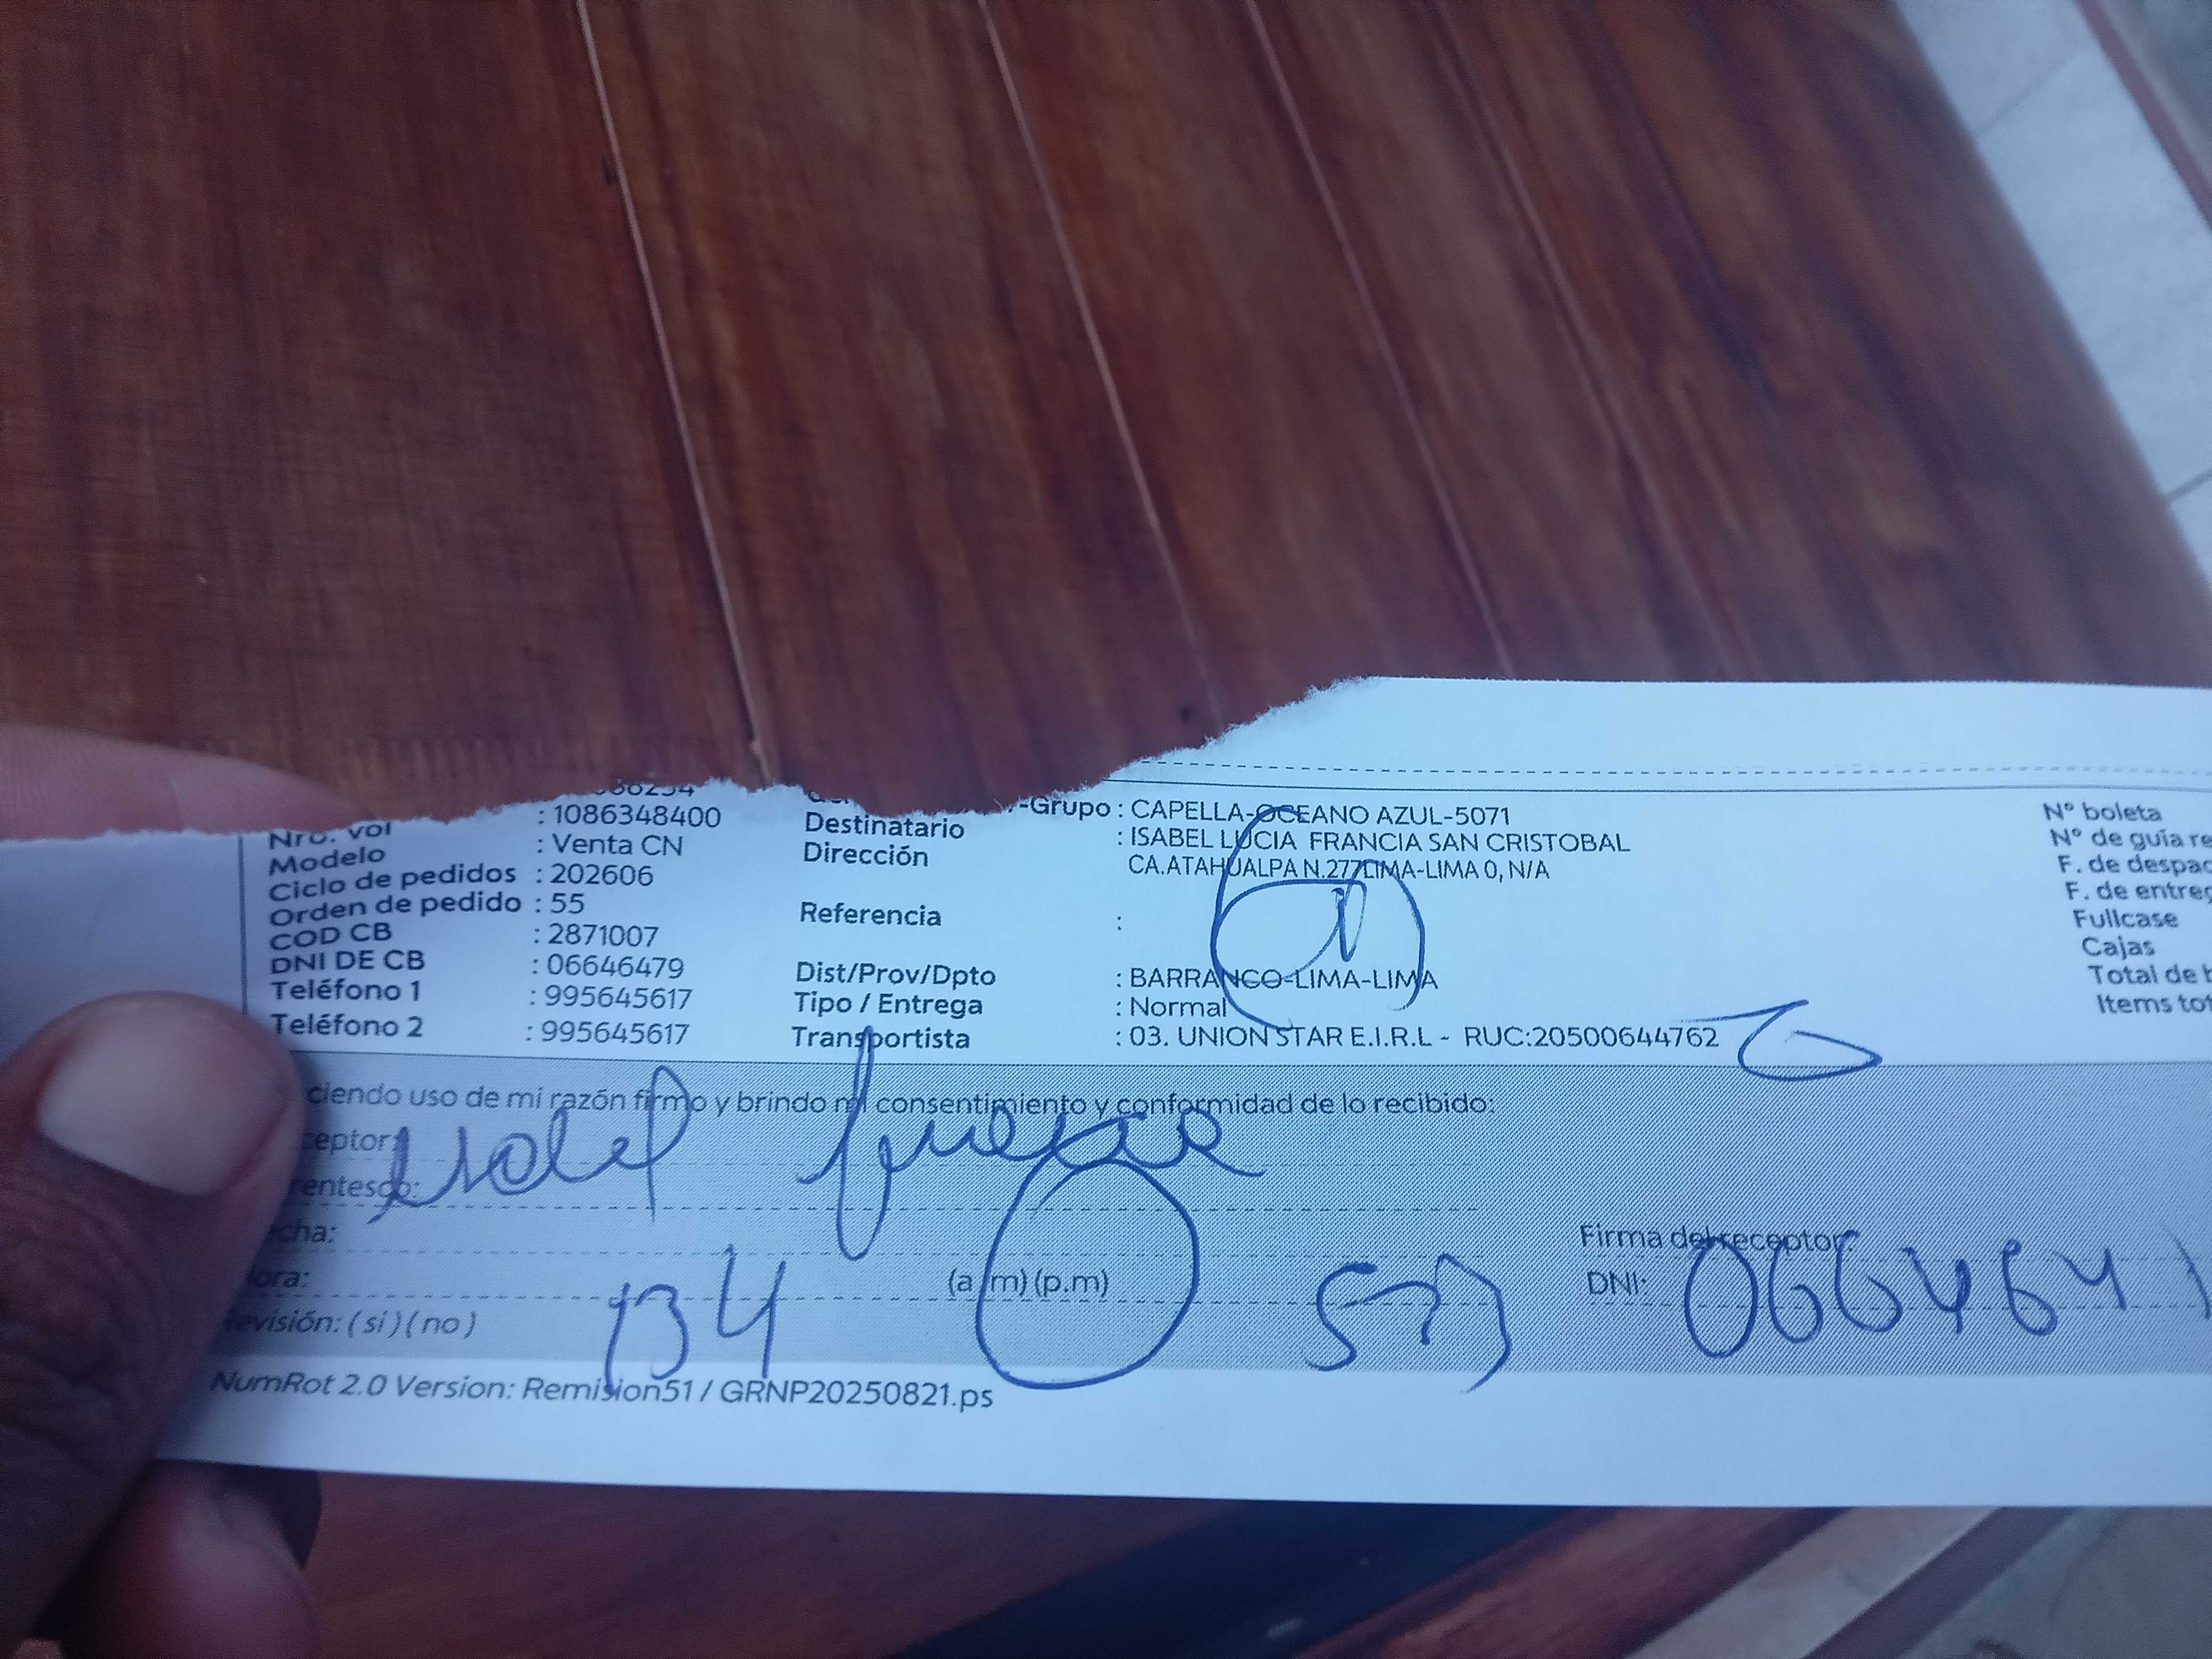 : 1086348400
Modelo : Venta CN
Ciclo de pedidos : 202606
Orden de pedido : 55
COD CB : 2871007
DNI DE CB : 06646479
Teléfono 1 : 995645617
Teléfono 2 : 995645617
-Grupo : CAPELLA-OCEANO AZUL-5071
Destinatario : ISABEL LUCIA FRANCIA SAN CRISTOBAL
Dirección CA.ATAHUALPA N.277LIMA-LIMA 0, N/A
Referencia :
Dist/Prov/Dpto : BARRANCO-LIMA-LIMA
Tipo / Entrega : Normal
Transportista : 03. UNION STAR E.I.R.L - RUC:20500644762
N° boleta
N° de guía re
F. de despac
F. de entreg
Fullcase
Cajas
Total de b
Items tot
ciendo uso de mi razón firmo y brindo mi consentimiento y conformidad de lo recibido:
ceptor:
rentesco:
cha:
Firma del receptor:
ora: (a.m) (p.m)
DNI: 0664641
134
Revisión: ( si ) ( no )
NumRot 2.0 Version: Remision51 / GRNP20250821.ps